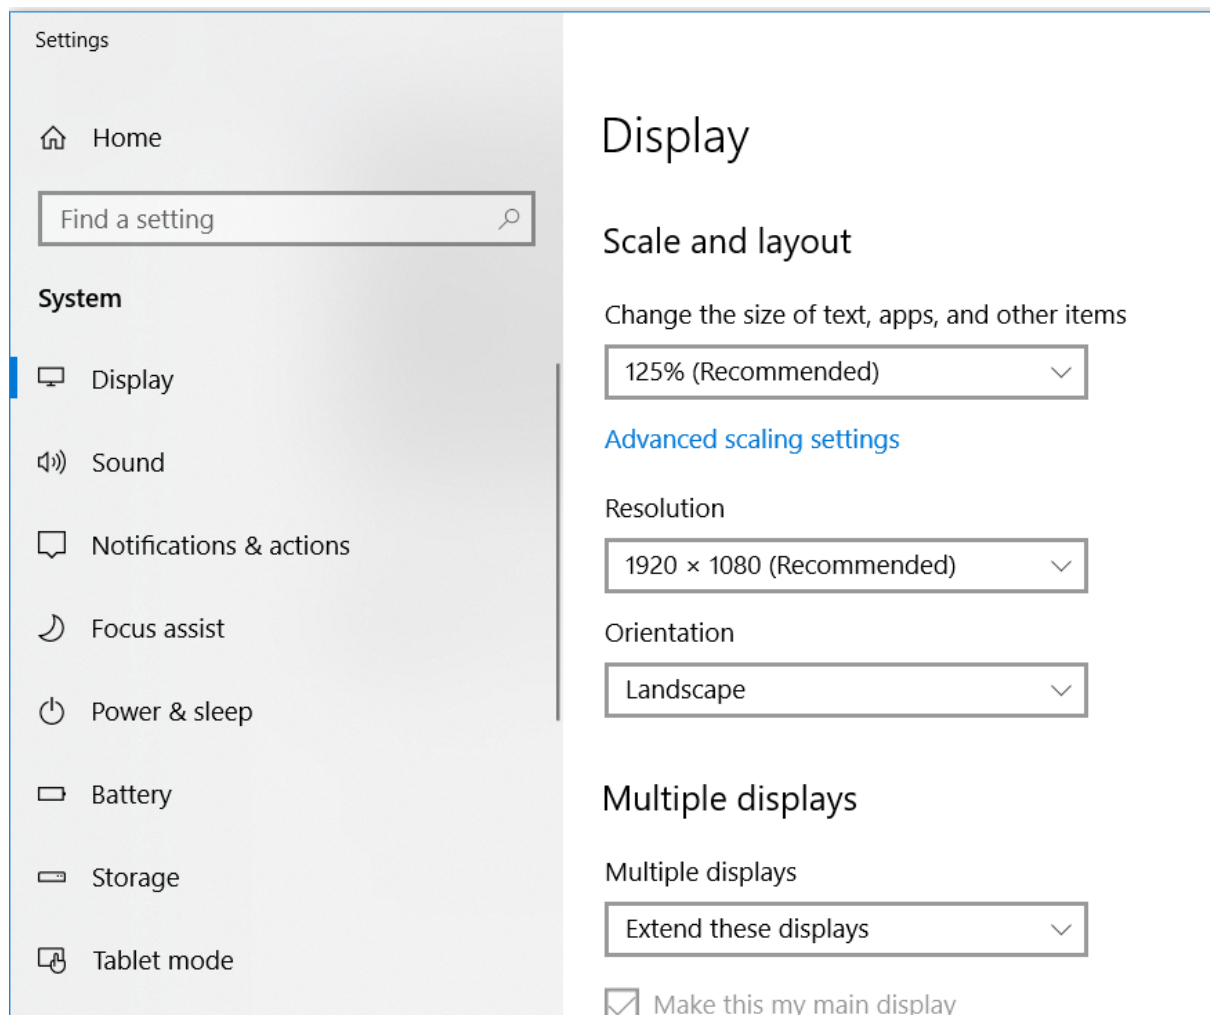 Settings
Home
Find a setting
System
Display
Sound
Notifications & actions
Focus assist
Power & sleep
Battery
Storage
Tablet mode
Display
Scale and layout
Change the size of text, apps, and other items
125% (Recommended)
Advanced scaling settings
Resolution
1920 × 1080 (Recommended)
Orientation
Landscape
Multiple displays
Multiple displays
Extend these displays
Make this my main display